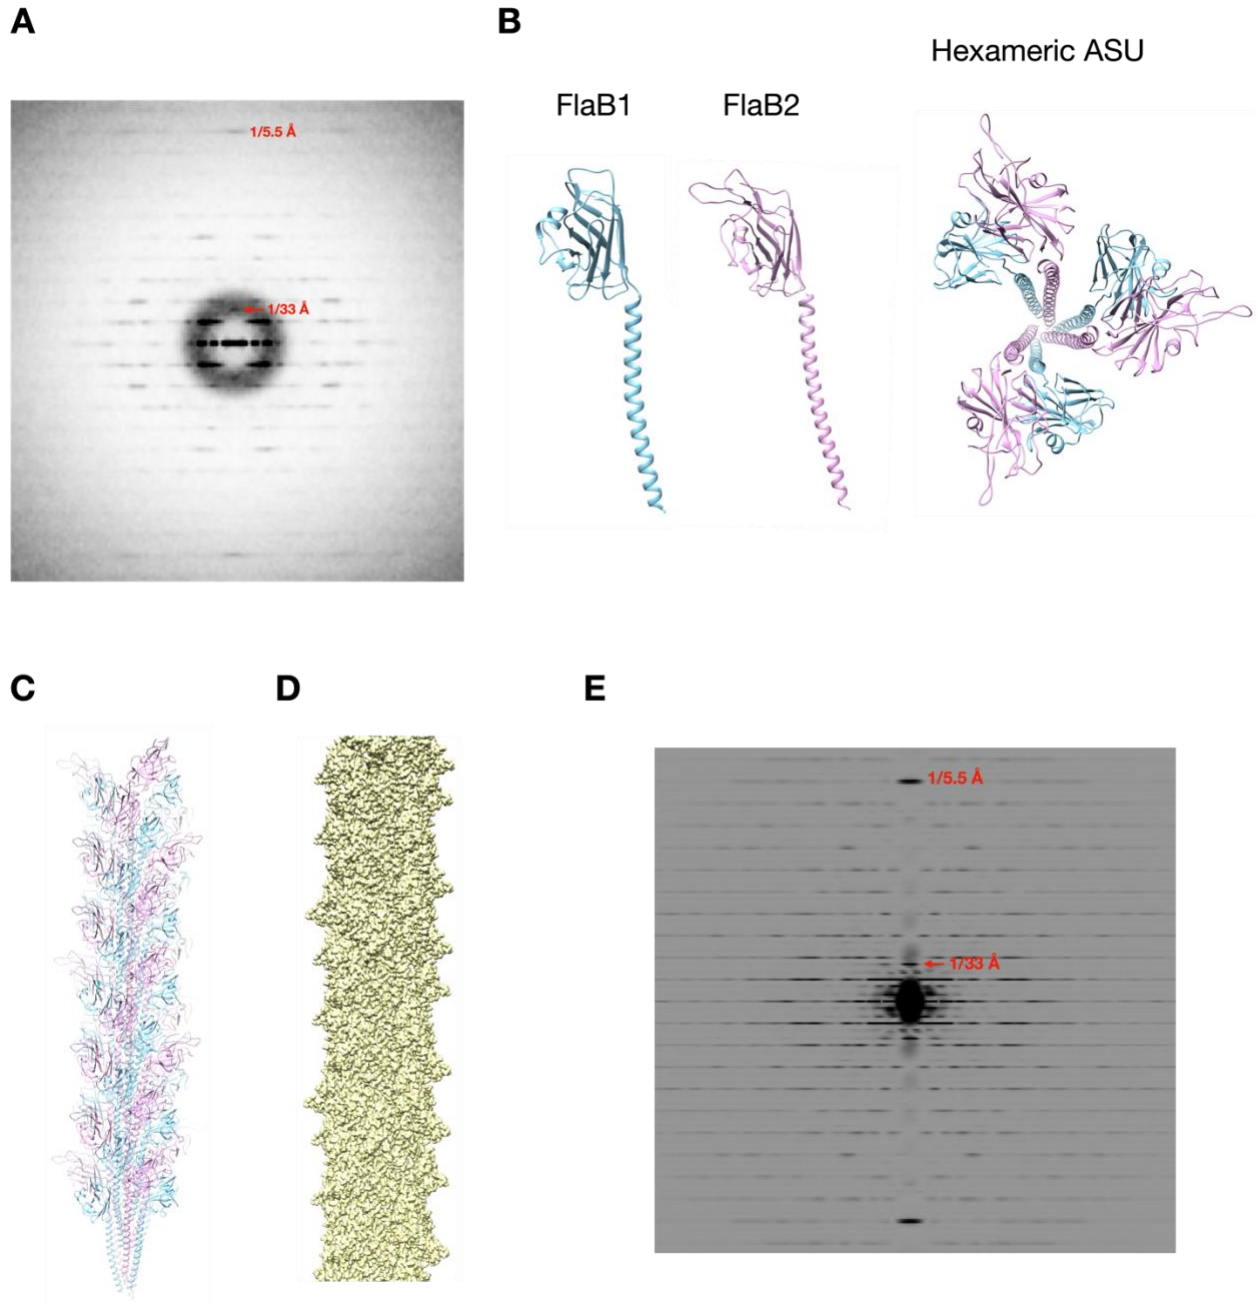 A
B
Hexameric ASU
FlaB1
FlaB2
1/5.5 Å
1/33 Å
C
D
E
1/5.5 Å
1/33 Å